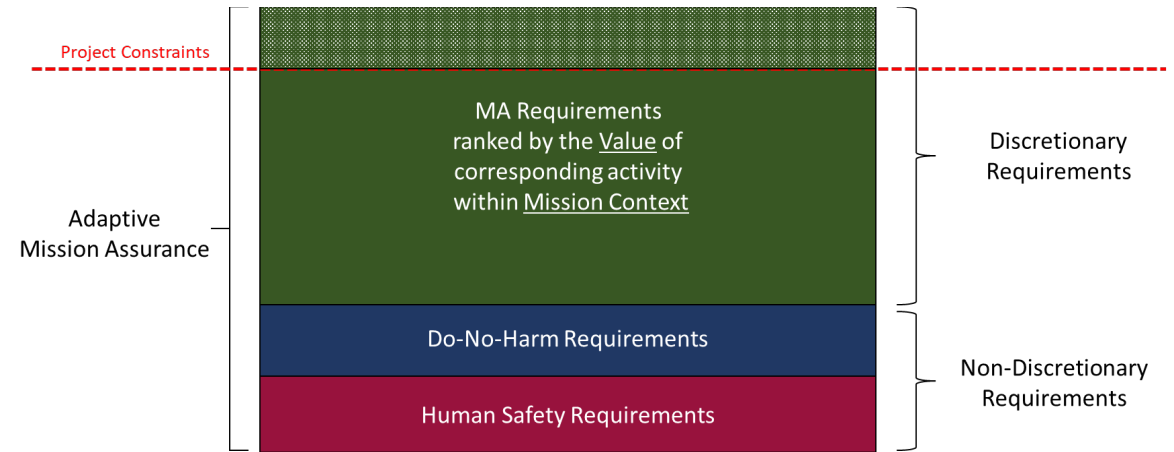 Project Constraints
MA Requirements
ranked by the Value of
corresponding activity
within Mission Context
Discretionary
Requirements
Adaptive
Mission Assurance
Do-No-Harm Requirements
Non-Discretionary
Requirements
Human Safety Requirements